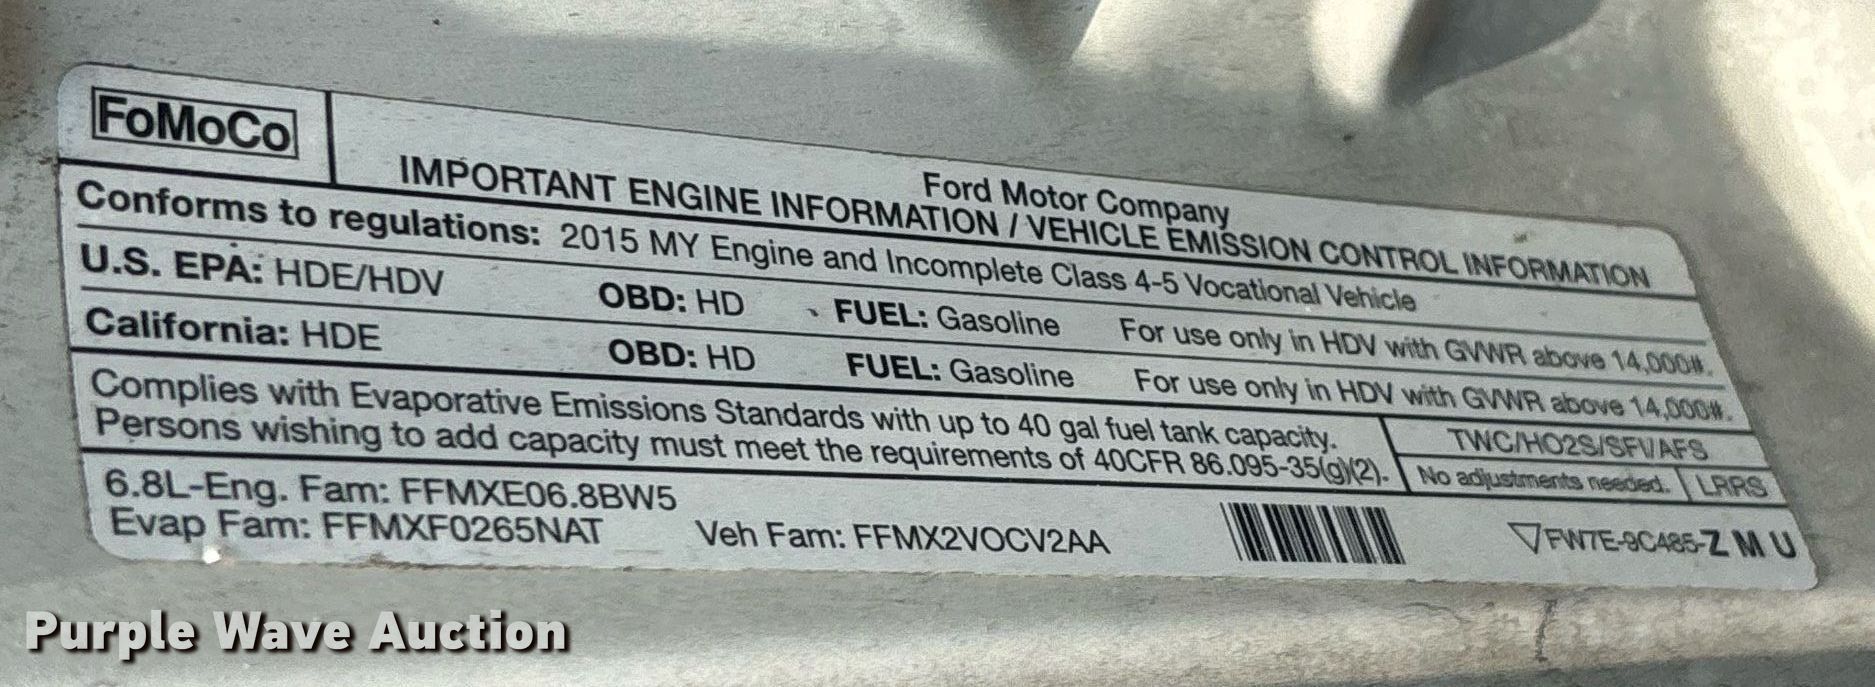 FoMoCo
Ford Motor Company
IMPORTANT ENGINE INFORMATION / VEHICLE EMISSION CONTROL INFORMATION
Conforms to regulations: 2015 MY Engine and Incomplete Class 4-5 Vocational Vehicle
U.S. EPA: HDE/HDV OBD: HD FUEL: Gasoline For use only in HDV with GVWR above 14,000#.
California: HDE OBD: HD FUEL: Gasoline For use only in HDV with GVWR above 14,000#.
Complies with Evaporative Emissions Standards with up to 40 gal fuel tank capacity.
Persons wishing to add capacity must meet the requirements of 40CFR 86.095-35(g)(2).
TWC/HO2S/SFI/AFS
No adjustments needed. LRRS
6.8L-Eng. Fam: FFMXE06.8BW5
Evap Fam: FFMXF0265NAT Veh Fam: FFMX2VOCV2AA
FW7E-9C485-Z M U
Purple Wave Auction